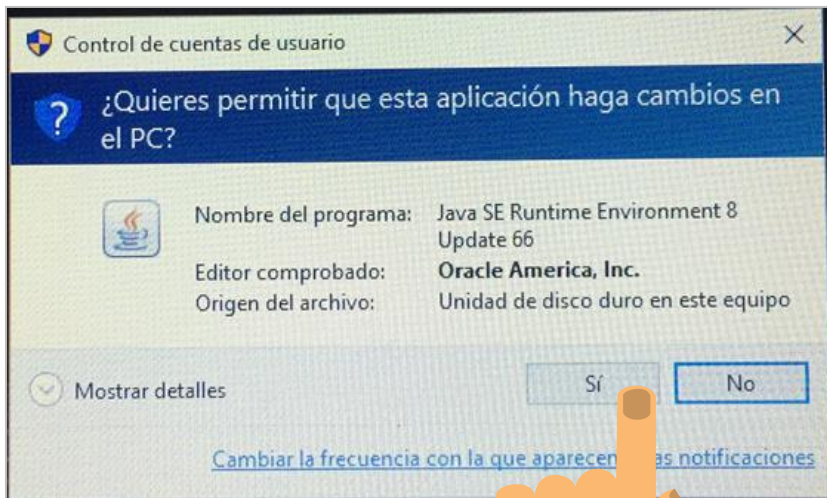 Control de cuentas de usuario
¿Quieres permitir que esta aplicación haga cambios en
el PC?
Nombre del programa: Java SE Runtime Environment 8
Update 66
Editor comprobado: Oracle America, Inc.
Origen del archivo: Unidad de disco duro en este equipo
Mostrar detalles
Sí No
Cambiar la frecuencia con la que aparecen as notificaciones